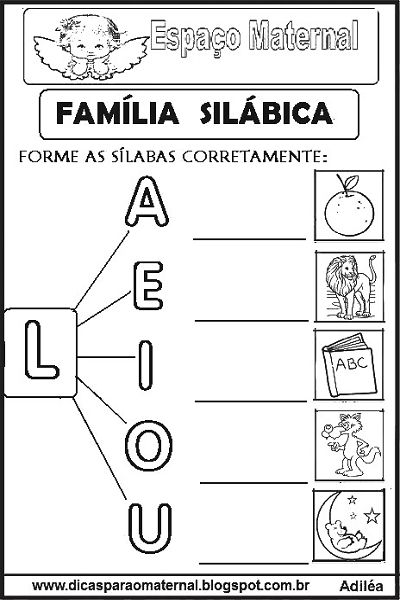 Espaço Maternal
FAMÍLIA SILÁBICA
FORME AS SÍLABAS CORRETAMENTE:
A
E
L
I
ABC
O
U
www.dicasparaomaternal.blogspot.com.br
Adiléa